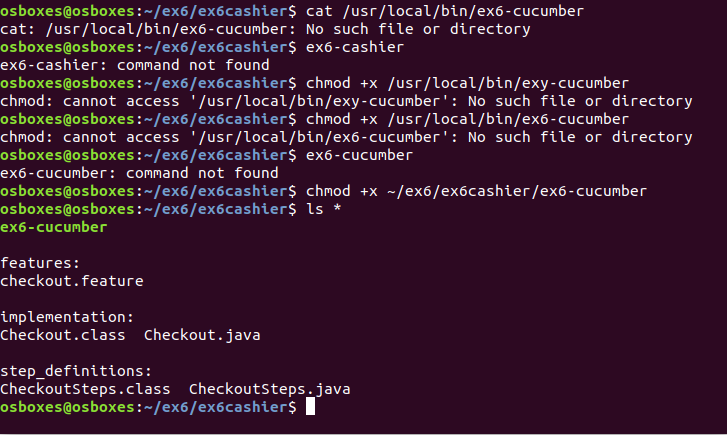 osboxes@osboxes:~/ex6/ex6cashier$ cat /usr/local/bin/ex6-cucumber
cat: /usr/local/bin/ex6-cucumber: No such file or directory
osboxes@osboxes:~/ex6/ex6cashier$ ex6-cashier
ex6-cashier: command not found
osboxes@osboxes:~/ex6/ex6cashier$ chmod +x /usr/local/bin/exy-cucumber
chmod: cannot access '/usr/local/bin/exy-cucumber': No such file or directory
osboxes@osboxes:~/ex6/ex6cashier$ chmod +x /usr/local/bin/ex6-cucumber
chmod: cannot access '/usr/local/bin/ex6-cucumber': No such file or directory
osboxes@osboxes:~/ex6/ex6cashier$ ex6-cucumber
ex6-cucumber: command not found
osboxes@osboxes:~/ex6/ex6cashier$ chmod +x ~/ex6/ex6cashier/ex6-cucumber
osboxes@osboxes:~/ex6/ex6cashier$ ls *
ex6-cucumber

features:
checkout.feature

implementation:
Checkout.class  Checkout.java

step_definitions:
CheckoutSteps.class  CheckoutSteps.java
osboxes@osboxes:~/ex6/ex6cashier$